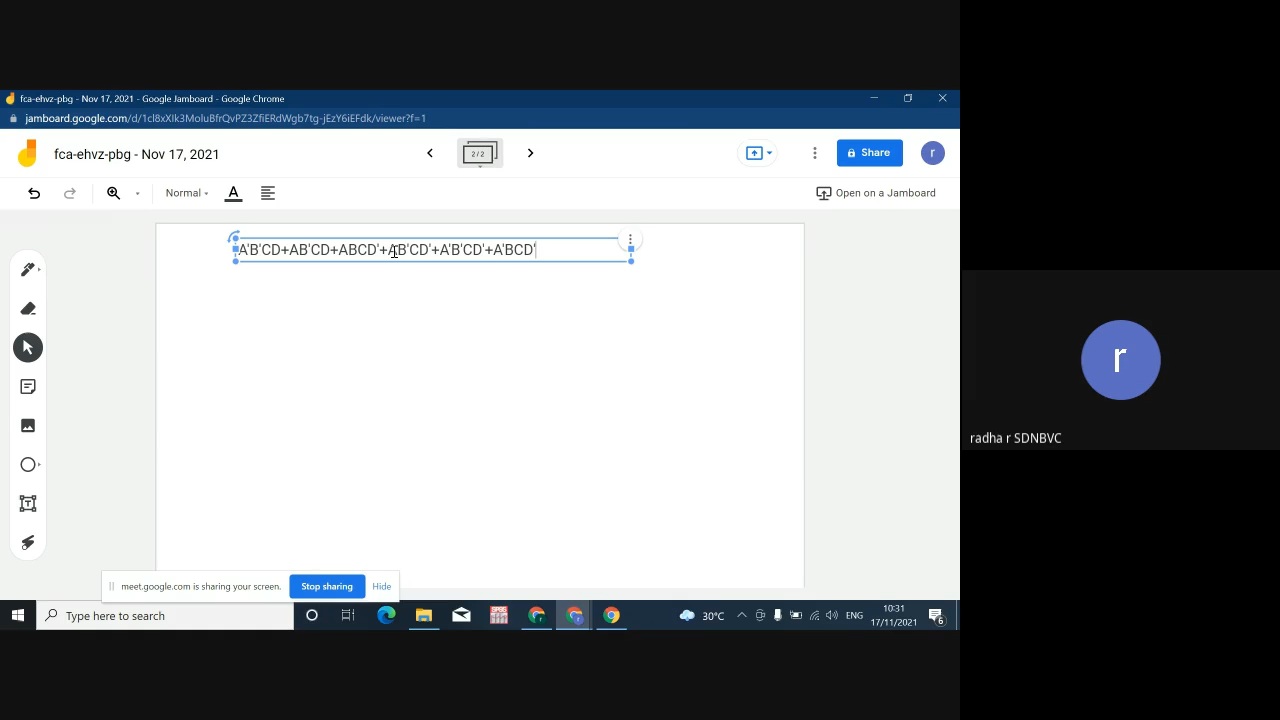 fca-ehvz-pbg - Nov 17, 2021 - Google Jamboard - Google Chrome
jamboard.google.com/d/1cl8xXlk3MoluBfrQvPZ3ZfiERdWgb7tg-jEzY6iEFdk/viewer?f=1
fca-ehvz-pbg - Nov 17, 2021
2 / 2
Share
r
Normal
A
Open on a Jamboard
A'B'CD+AB'CD+ABCD'+AB'CD'+A'B'CD'+A'BCD'
T
r
radha r SDNBVC
meet.google.com is sharing your screen.
Stop sharing
Hide
Type here to search
30°C
ENG
10:31
17/11/2021
6